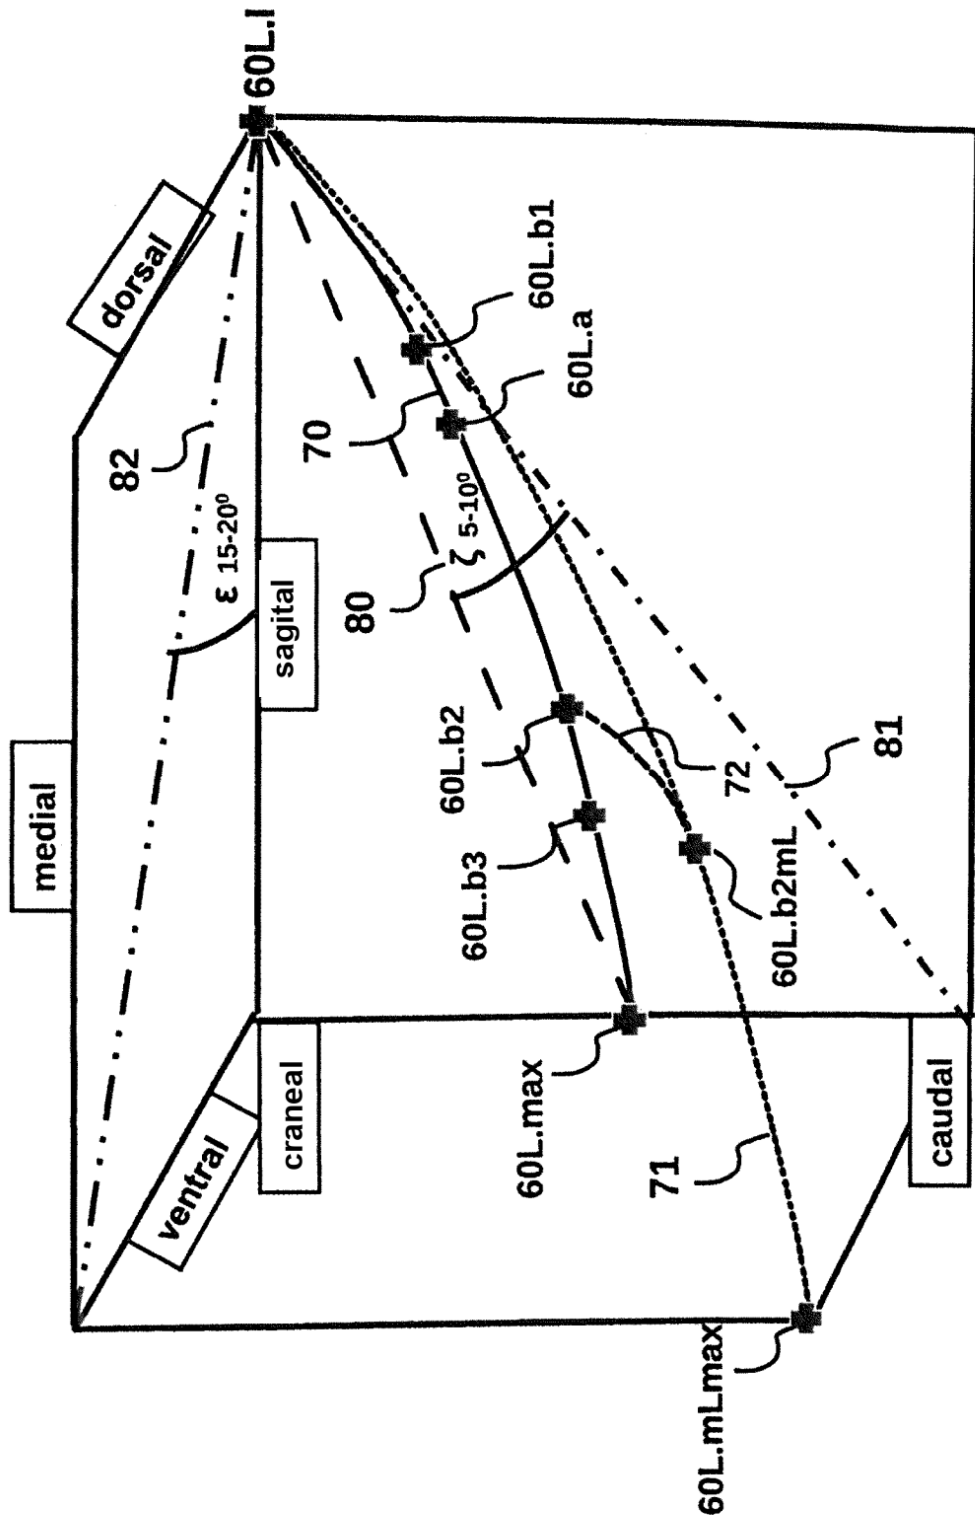 60L.I
dorsal
medial
82
ε 15-20⁰
sagital
60L.b1
60L.a
70
ζ 5-10⁰
80
60L.b2
60L.b3
72
81
60L.b2mL
60L.max
ventral
craneal
caudal
71
60L.mLmax